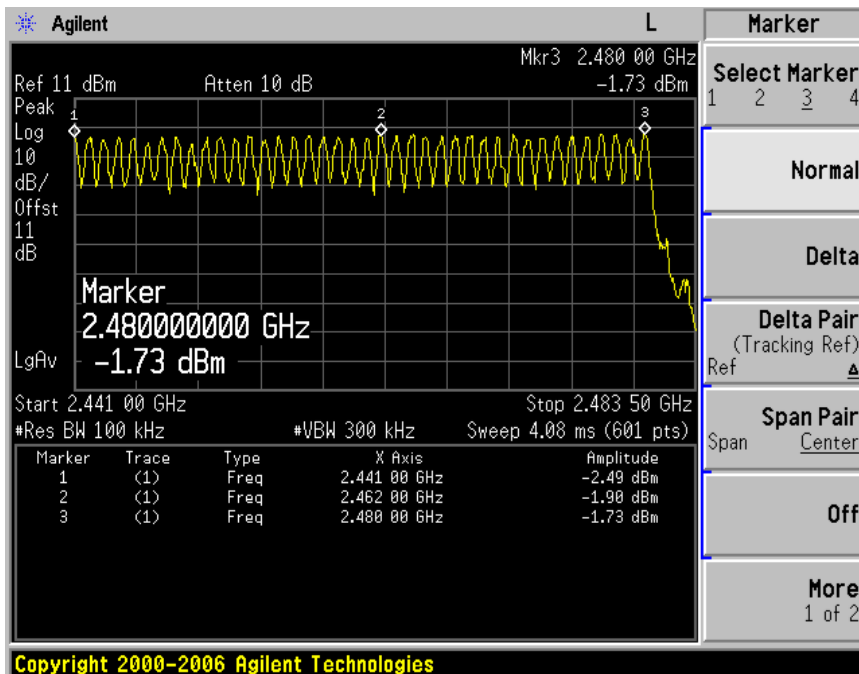 Agilent L Marker
Mkr3 2.480 00 GHz
Ref 11 dBm Atten 10 dB -1.73 dBm
Peak
Log
10
dB/
Offst
11
dB
1 2 3
Marker
2.480000000 GHz
-1.73 dBm
LgAv
Start 2.441 00 GHz Stop 2.483 50 GHz
#Res BW 100 kHz #VBW 300 kHz Sweep 4.08 ms (601 pts)
Marker Trace Type X Axis Amplitude
1 (1) Freq 2.441 00 GHz -2.49 dBm
2 (1) Freq 2.462 00 GHz -1.90 dBm
3 (1) Freq 2.480 00 GHz -1.73 dBm
Select Marker
1 2 3 4
Normal
Delta
Delta Pair
(Tracking Ref)
Ref Δ
Span Pair
Span Center
Off
More
1 of 2
Copyright 2000-2006 Agilent Technologies